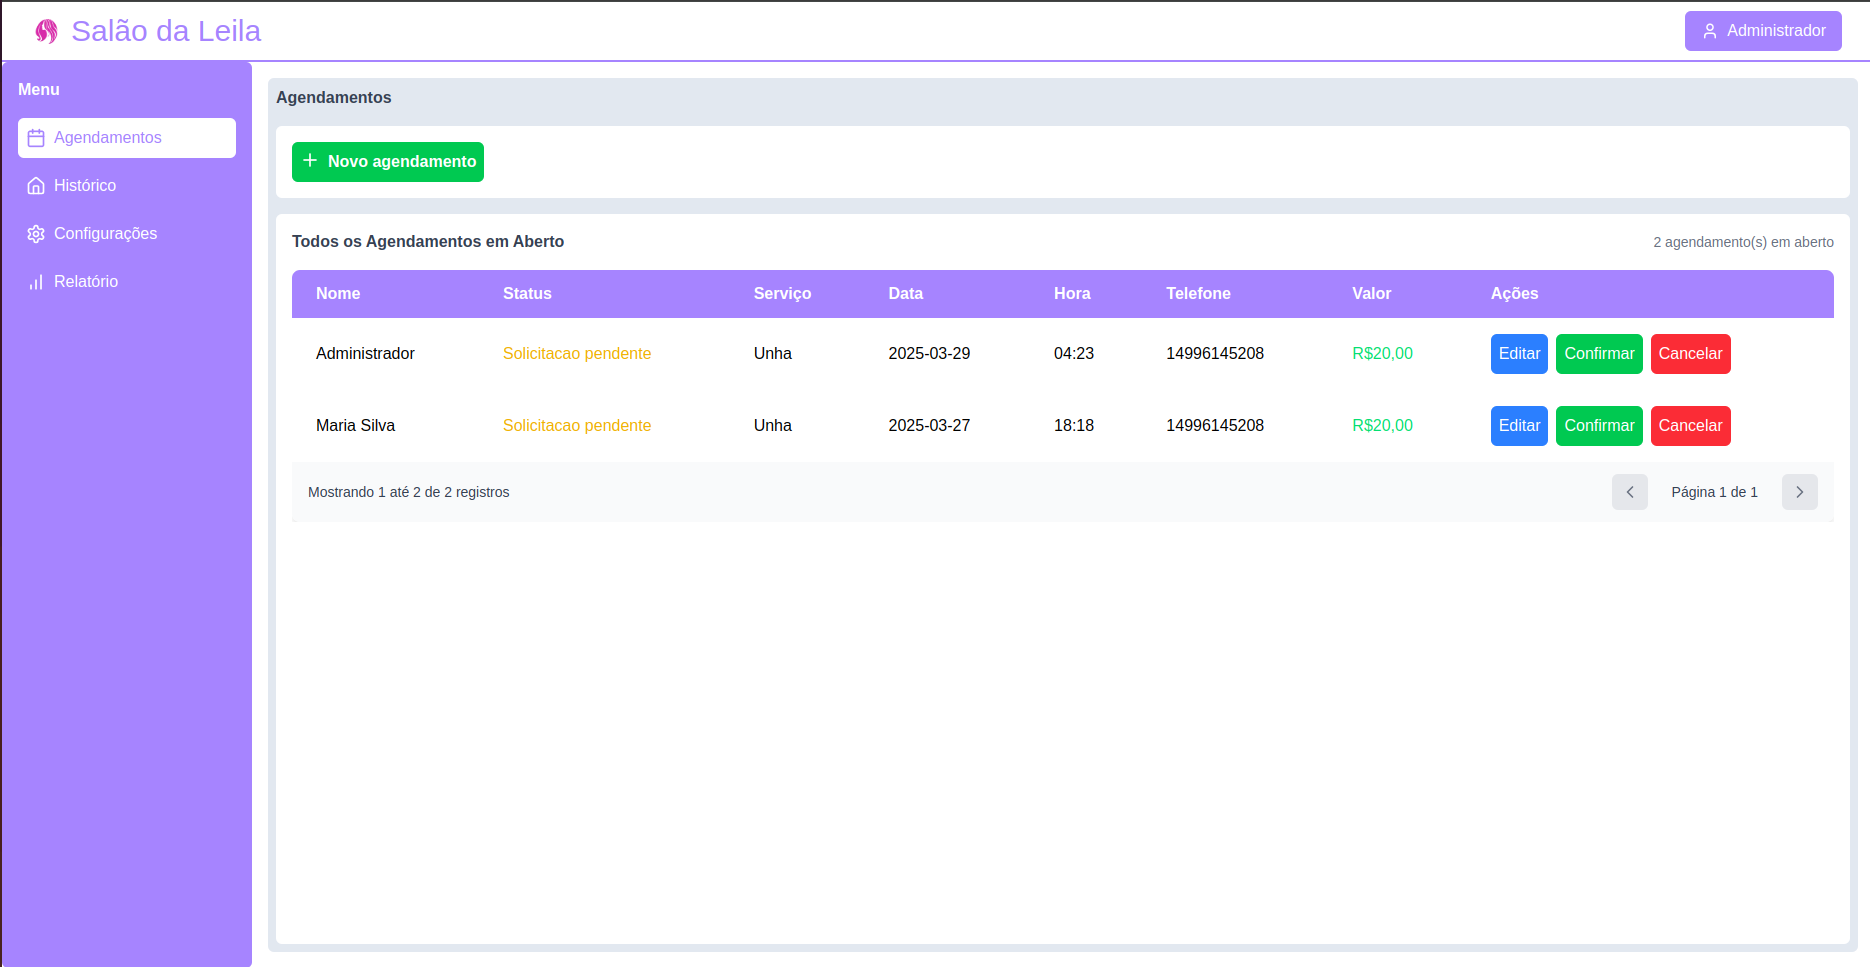 Salão da Leila
Administrador
Menu
Agendamentos
Histórico
Configurações
Relatório
Agendamentos
Novo agendamento
Todos os Agendamentos em Aberto
2 agendamento(s) em aberto
Nome Status Serviço Data Hora Telefone Valor Ações
Administrador Solicitacao pendente Unha 2025-03-29 04:23 14996145208 R$20,00 Editar Confirmar Cancelar
Maria Silva Solicitacao pendente Unha 2025-03-27 18:18 14996145208 R$20,00 Editar Confirmar Cancelar
Mostrando 1 até 2 de 2 registros
Página 1 de 1